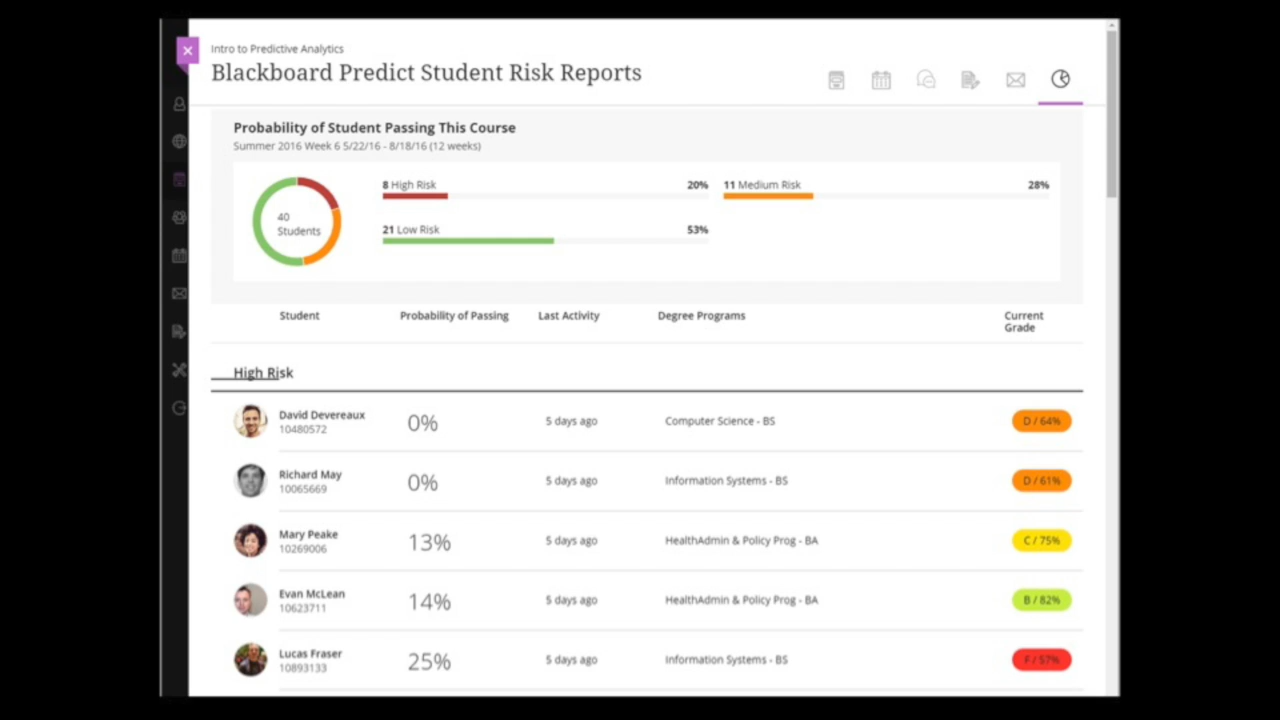 Intro to Predictive Analytics
Blackboard Predict Student Risk Reports
Probability of Student Passing This Course
Summer 2016 Week 6 5/22/16 - 8/18/16 (12 weeks)
40
Students
8 High Risk 20%
11 Medium Risk 28%
21 Low Risk 53%
Student Probability of Passing Last Activity Degree Programs Current
Grade
High Risk
David Devereaux
10480572
0% 5 days ago Computer Science - BS D / 64%
Richard May
10065669
0% 5 days ago Information Systems - BS D / 61%
Mary Peake
10269006
13% 5 days ago HealthAdmin & Policy Prog - BA C / 75%
Evan McLean
10623711
14% 5 days ago HealthAdmin & Policy Prog - BA B / 82%
Lucas Fraser
10893133
25% 5 days ago Information Systems - BS F / 57%